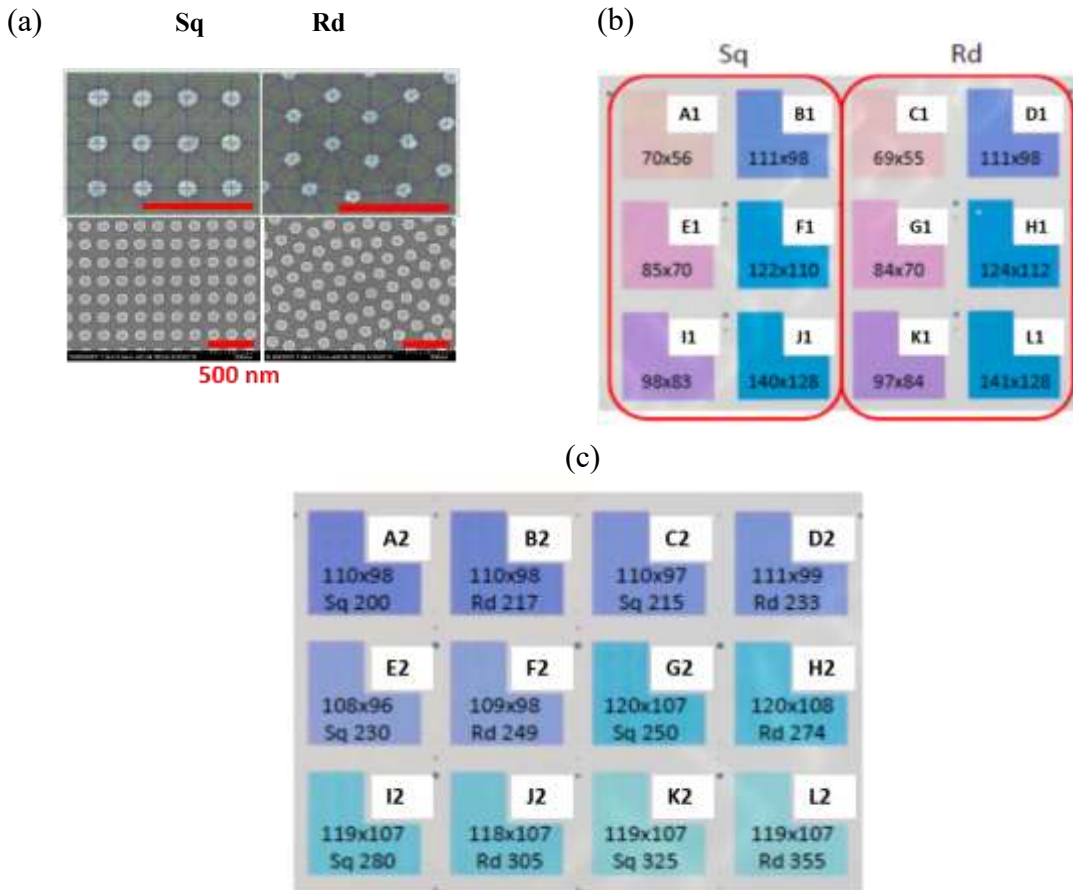 (a)
Sq Rd
500 nm
(b)
Sq Rd
A1 B1 C1 D1
70x56 111x98 69x55 111x98
E1 F1 G1 H1
85x70 122x110 84x70 124x112
I1 J1 K1 L1
98x83 140x128 97x84 141x128
(c)
A2 B2 C2 D2
110x98 110x98 110x97 111x99
Sq 200 Rd 217 Sq 215 Rd 233
E2 F2 G2 H2
108x96 109x98 120x107 120x108
Sq 230 Rd 249 Sq 250 Rd 274
I2 J2 K2 L2
119x107 118x107 119x107 119x107
Sq 280 Rd 305 Sq 325 Rd 355